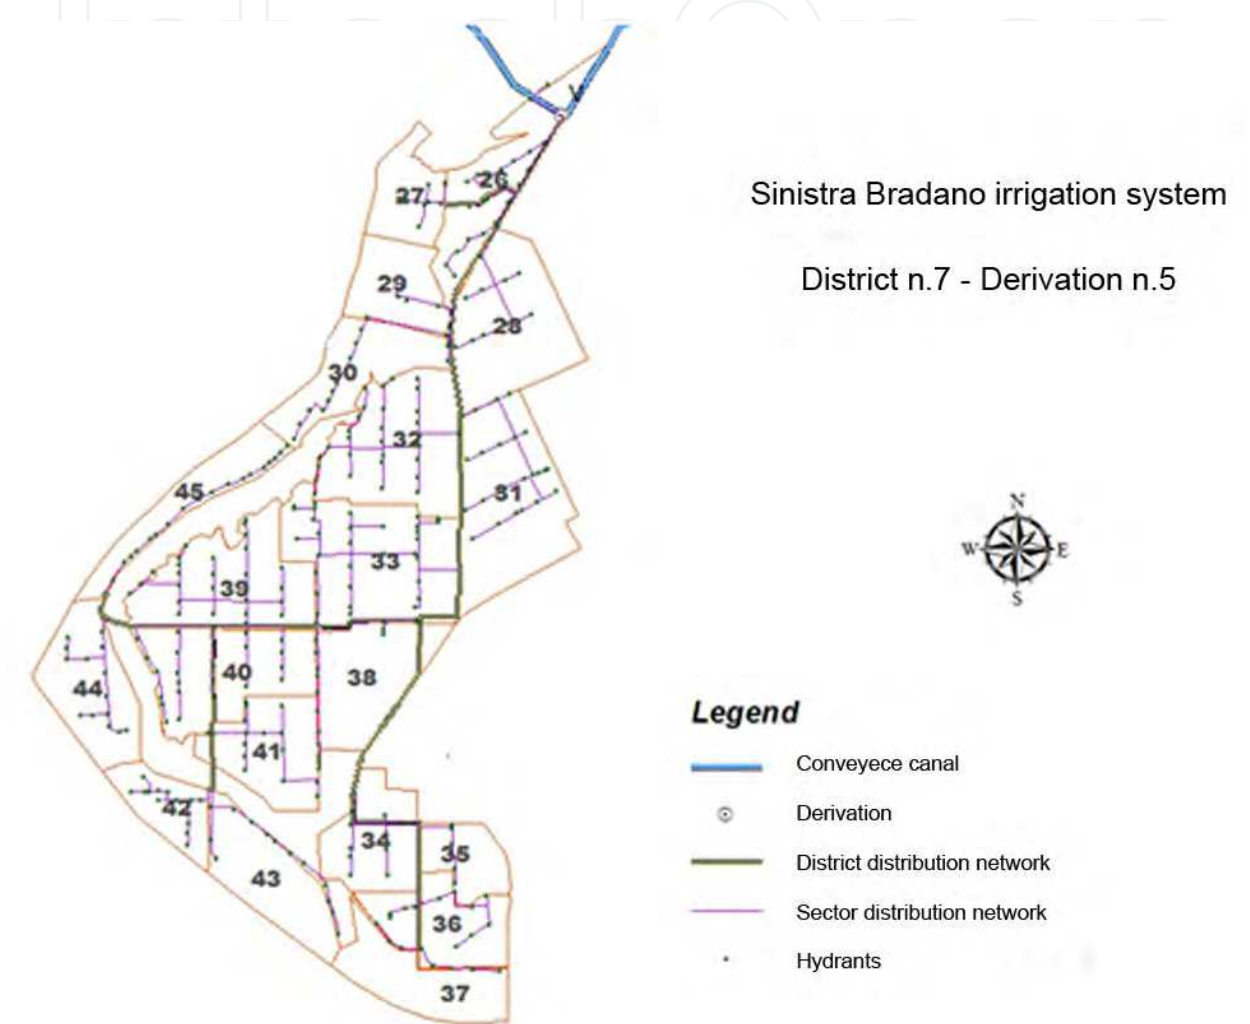 V
26
27
29
28
30
32
45
31
33
39
40
38
44
41
42
34
35
43
36
37
Sinistra Bradano irrigation system
District n.7 - Derivation n.5
N
W E
S
Legend
Conveyece canal
Derivation
District distribution network
Sector distribution network
Hydrants